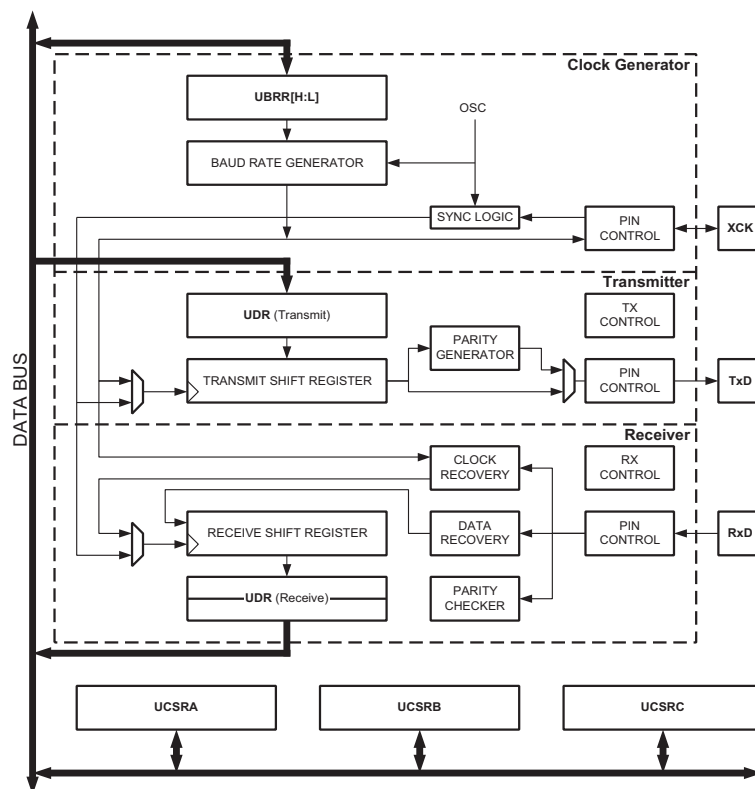 Clock Generator
UBRR[H:L]
OSC
BAUD RATE GENERATOR
SYNC LOGIC
PIN
CONTROL
XCK
Transmitter
UDR (Transmit)
TX
CONTROL
PARITY
GENERATOR
TRANSMIT SHIFT REGISTER
PIN
CONTROL
TxD
DATA BUS
Receiver
CLOCK
RECOVERY
RX
CONTROL
RECEIVE SHIFT REGISTER
DATA
RECOVERY
PIN
CONTROL
RxD
UDR (Receive)
PARITY
CHECKER
UCSRA
UCSRB
UCSRC